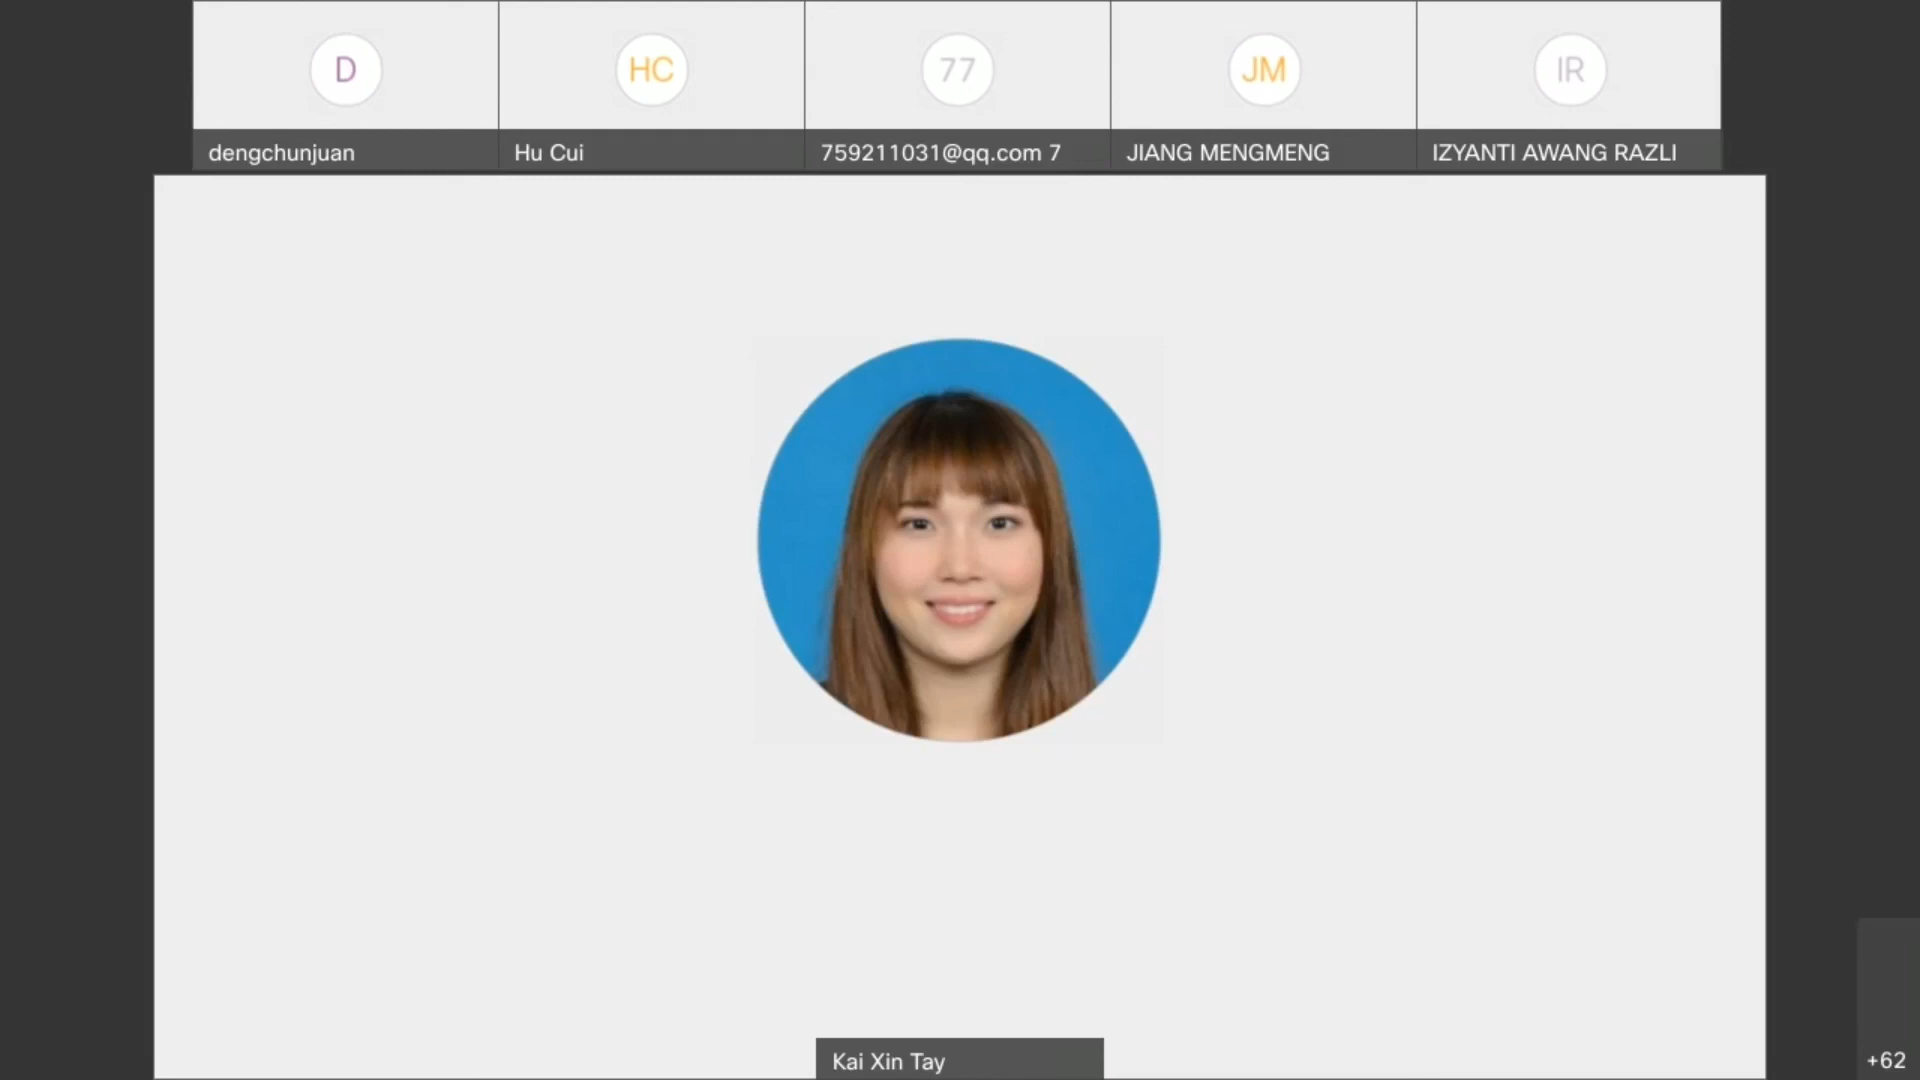 D
HC
77
JM
IR
dengchunjuan
Hu Cui
759211031@qq.com 7
JIANG MENGMENG
IZYANTI AWANG RAZLI
Kai Xin Tay
+62